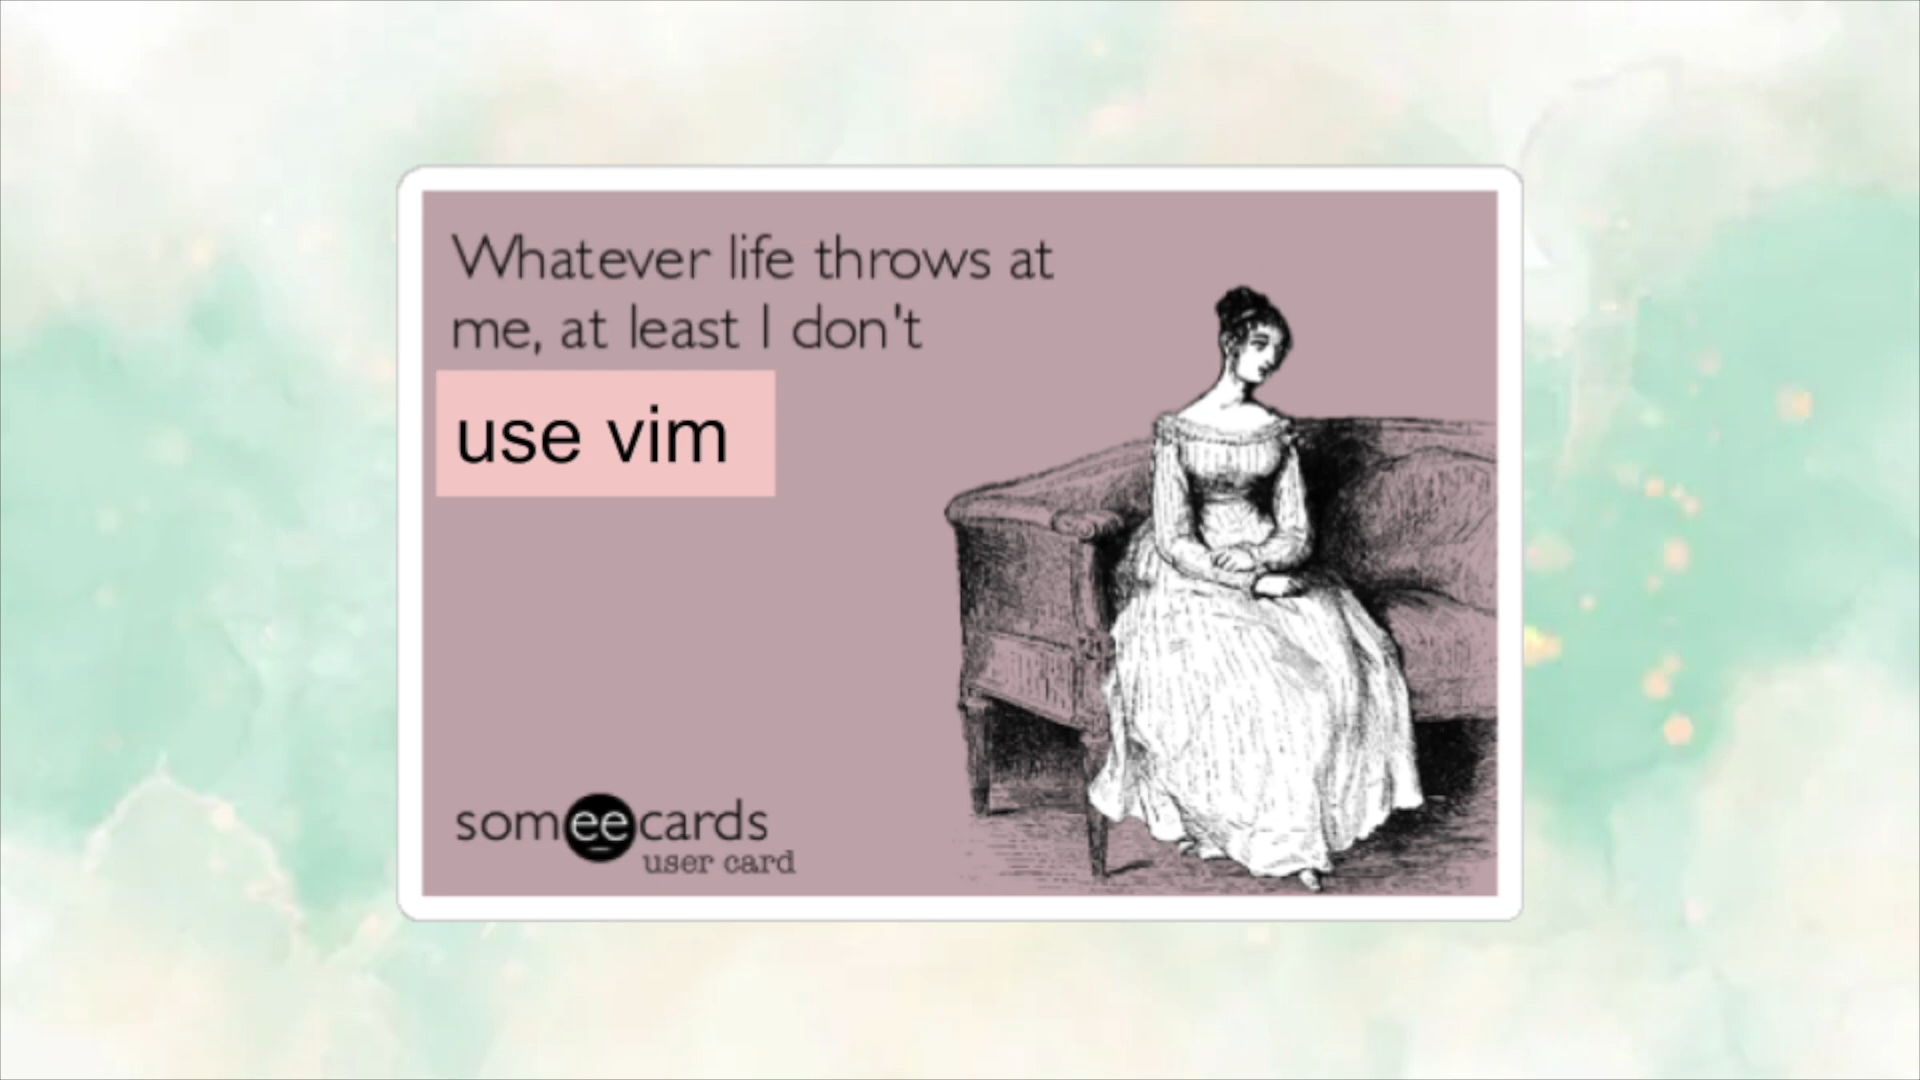 Whatever life throws at
me, at least I don't
use vim
someecards
user card